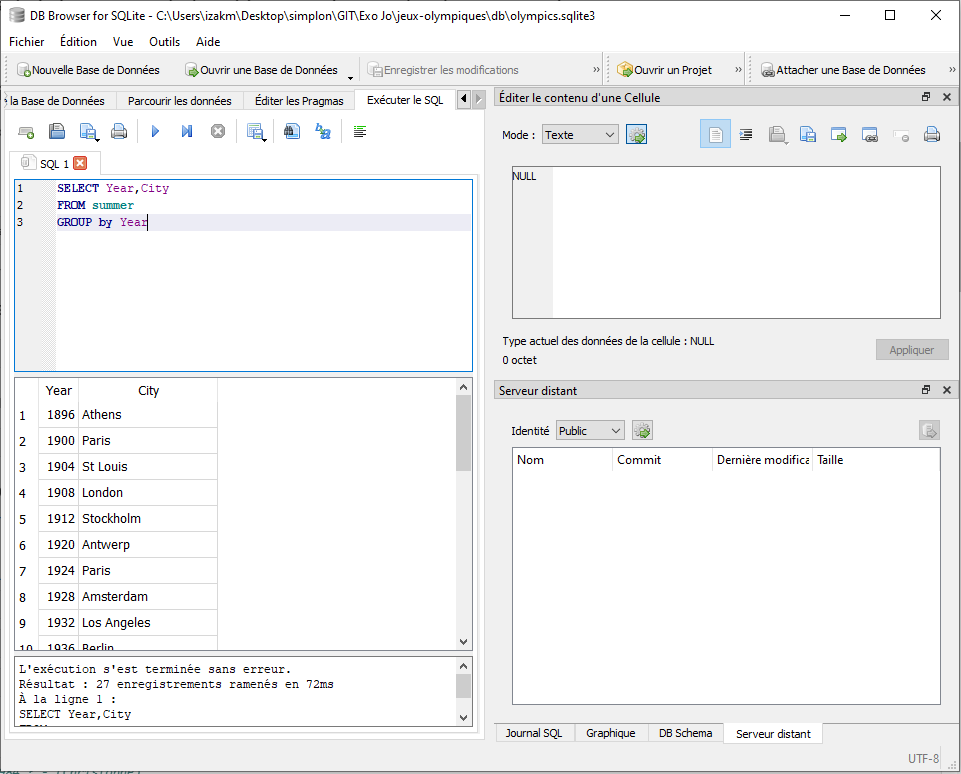 DB Browser for SQLite - C:\Users\izakm\Desktop\simplon\GIT\Exo Jo\jeux-olympiques\db\olympics.sqlite3
Fichier Édition Vue Outils Aide
Nouvelle Base de Données Ouvrir une Base de Données Enregistrer les modifications » Ouvrir un Projet » Attacher une Base de Données »
la Base de Données Parcourir les données Éditer les Pragmas Exécuter le SQL
SQL 1
1 SELECT Year,City
2 FROM summer
3 GROUP by Year
Year City
1 1896 Athens
2 1900 Paris
3 1904 St Louis
4 1908 London
5 1912 Stockholm
6 1920 Antwerp
7 1924 Paris
8 1928 Amsterdam
9 1932 Los Angeles
10 1936 Berlin
L'exécution s'est terminée sans erreur.
Résultat : 27 enregistrements ramenés en 72ms
À la ligne 1 :
SELECT Year,City
Éditer le contenu d'une Cellule
Mode : Texte
NULL
Type actuel des données de la cellule : NULL
0 octet
Appliquer
Serveur distant
Identité Public
Nom Commit Dernière modifica Taille
Journal SQL Graphique DB Schema Serveur distant
UTF-8